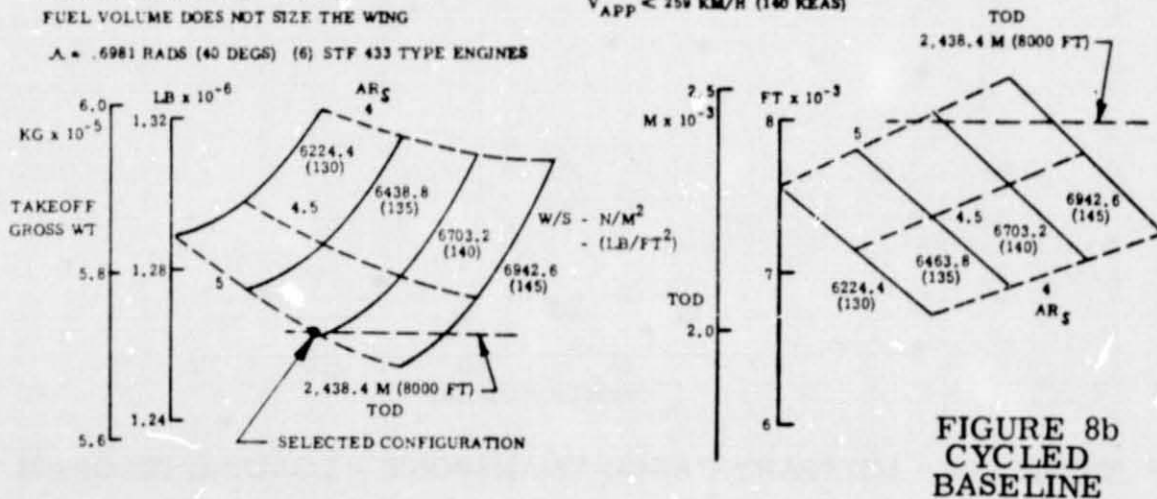 FUEL VOLUME DOES NOT SIZE THE WING
V_APP < 259 KM/H (140 KEAS)
Λ = .6981 RADS (40 DEGS) (6) STF 433 TYPE ENGINES
TOD
2,438.4 M (8000 FT)
6.0
LB x 10⁻⁶
AR_S
4
KG x 10⁻⁵
1.32
6224.4
(130)
6438.8
(135)
TAKEOFF
GROSS WT
4.5
6703.2
(140)
W/S - N/M²
- (LB/FT²)
5.8
1.28
5
6942.6
(145)
2,438.4 M (8000 FT)
TOD
5.6
1.24
SELECTED CONFIGURATION
2.5
FT x 10⁻³
M x 10⁻³
8
5
4.5
6942.6
(145)
6703.2
(140)
7
6463.8
(135)
6224.4
(130)
4
AR_S
TOD
2.0
6
FIGURE 8b
CYCLED
BASELINE